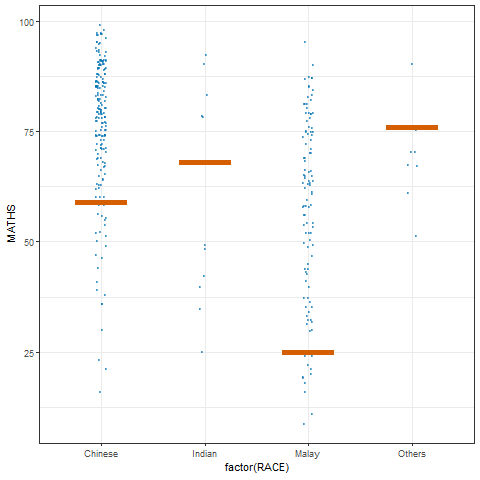 100
75
50
25
MATHS
Chinese
Indian
Malay
Others
factor(RACE)